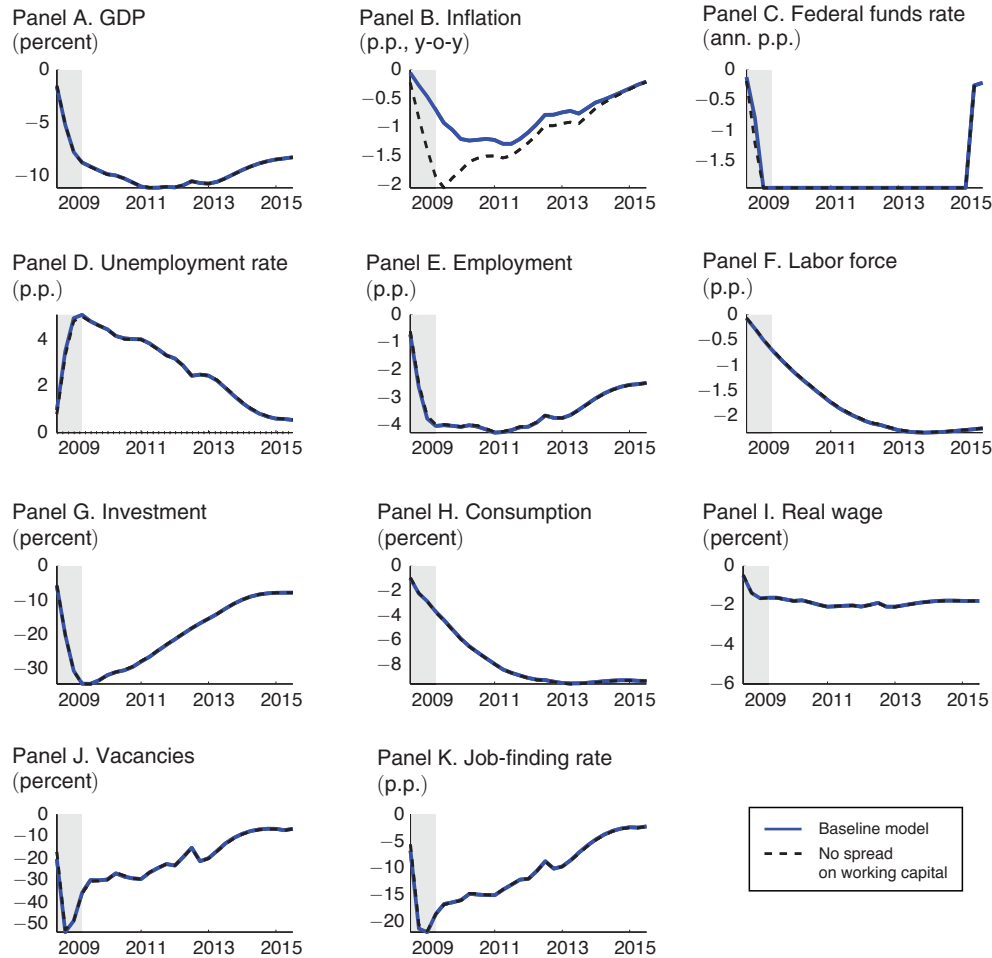 Panel A. GDP
(percent)
0
−5
−10
2009 2011 2013 2015
Panel B. Inflation
(p.p., y-o-y)
0
−0.5
−1
−1.5
−2
2009 2011 2013 2015
Panel C. Federal funds rate
(ann. p.p.)
0
−0.5
−1
−1.5
2009 2011 2013 2015
Panel D. Unemployment rate
(p.p.)
4
2
0
2009 2011 2013 2015
Panel E. Employment
(p.p.)
0
−1
−2
−3
−4
2009 2011 2013 2015
Panel F. Labor force
(p.p.)
0
−0.5
−1
−1.5
−2
2009 2011 2013 2015
Panel G. Investment
(percent)
0
−10
−20
−30
2009 2011 2013 2015
Panel H. Consumption
(percent)
0
−2
−4
−6
−8
2009 2011 2013 2015
Panel I. Real wage
(percent)
0
−2
−4
−6
2009 2011 2013 2015
Panel J. Vacancies
(percent)
0
−10
−20
−30
−40
−50
2009 2011 2013 2015
Panel K. Job-finding rate
(p.p.)
0
−5
−10
−15
−20
2009 2011 2013 2015
Baseline model
No spread
on working capital